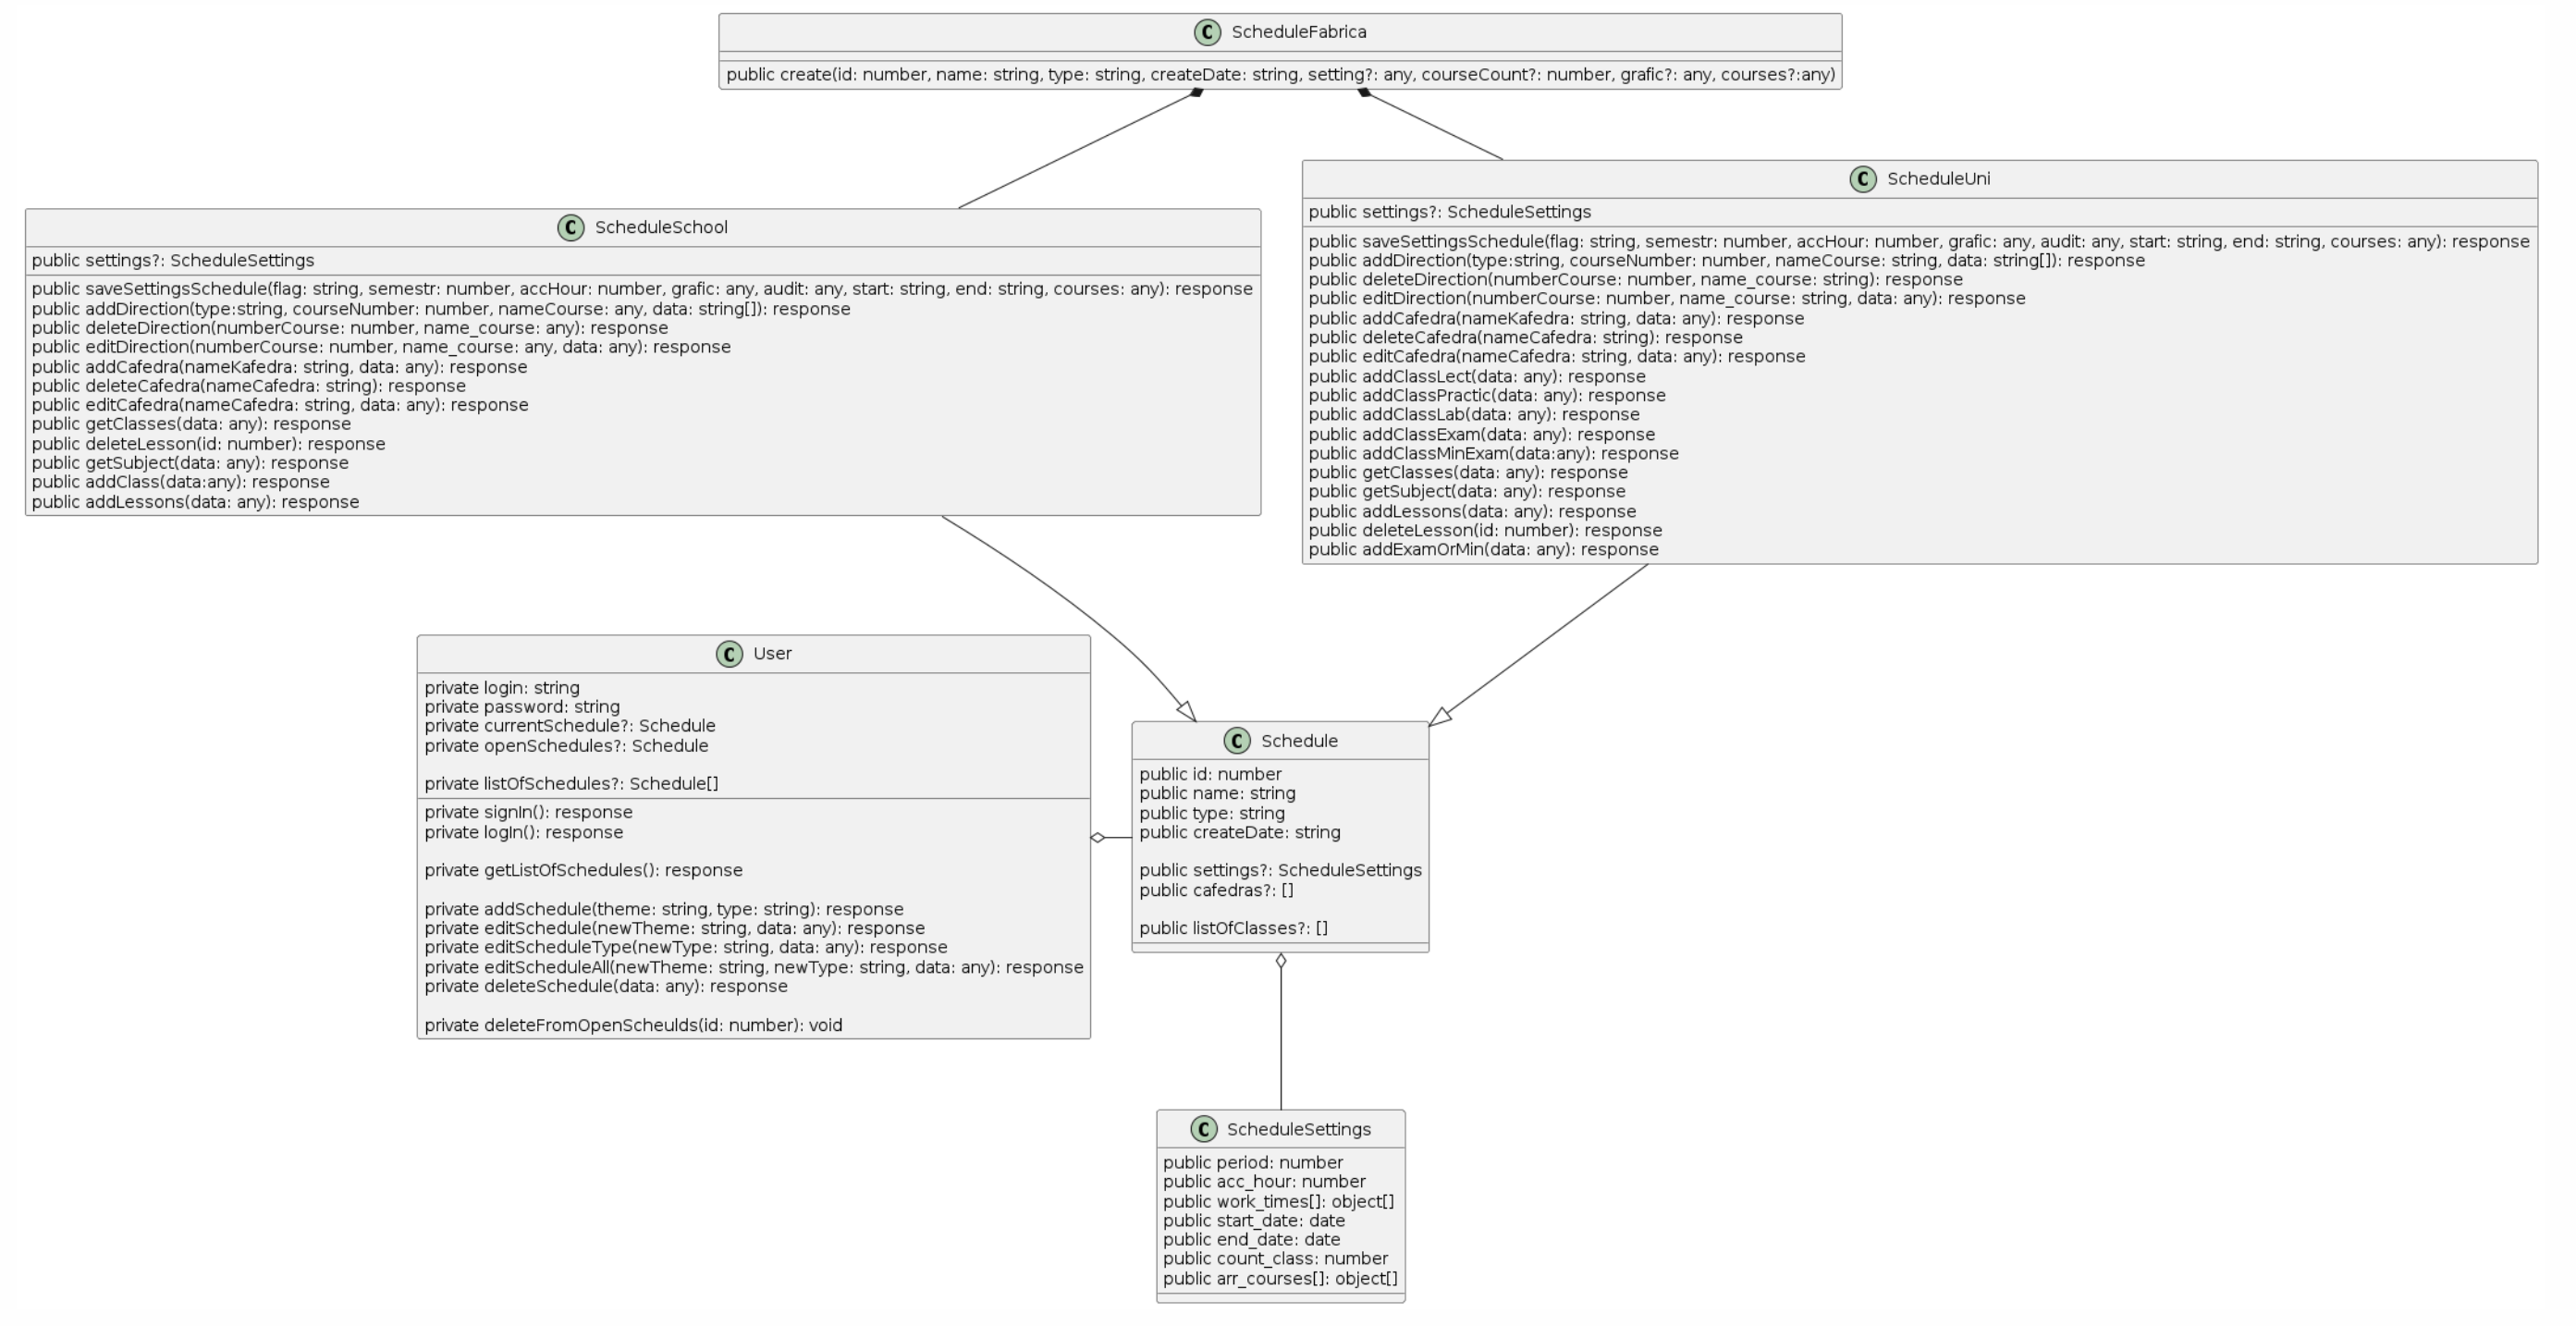 C ScheduleFabrica
public create(id: number, name: string, type: string, createDate: string, setting?: any, courseCount?: number, grafic?: any, courses?:any)
C ScheduleSchool
public settings?: ScheduleSettings
public saveSettingsSchedule(flag: string, semestr: number, accHour: number, grafic: any, audit: any, start: string, end: string, courses: any): response
public addDirection(type:string, courseNumber: number, nameCourse: any, data: string[]): response
public deleteDirection(numberCourse: number, name_course: any): response
public editDirection(numberCourse: number, name_course: any, data: any): response
public addCafedra(nameKafedra: string, data: any): response
public deleteCafedra(nameCafedra: string): response
public editCafedra(nameCafedra: string, data: any): response
public getClasses(data: any): response
public deleteLesson(id: number): response
public getSubject(data: any): response
public addClass(data:any): response
public addLessons(data: any): response
C ScheduleUni
public settings?: ScheduleSettings
public saveSettingsSchedule(flag: string, semestr: number, accHour: number, grafic: any, audit: any, start: string, end: string, courses: any): response
public addDirection(type:string, courseNumber: number, nameCourse: string, data: string[]): response
public deleteDirection(numberCourse: number, name_course: string): response
public editDirection(numberCourse: number, name_course: string, data: any): response
public addCafedra(nameKafedra: string, data: any): response
public deleteCafedra(nameCafedra: string): response
public editCafedra(nameCafedra: string, data: any): response
public addClassLect(data: any): response
public addClassPractic(data: any): response
public addClassLab(data: any): response
public addClassExam(data: any): response
public addClassMinExam(data:any): response
public getClasses(data: any): response
public getSubject(data: any): response
public addLessons(data: any): response
public deleteLesson(id: number): response
public addExamOrMin(data: any): response
C User
private login: string
private password: string
private currentSchedule?: Schedule
private openSchedules?: Schedule
private listOfSchedules?: Schedule[]
private signIn(): response
private logIn(): response
private getListOfSchedules(): response
private addSchedule(theme: string, type: string): response
private editSchedule(newTheme: string, data: any): response
private editScheduleType(newType: string, data: any): response
private editScheduleAll(newTheme: string, newType: string, data: any): response
private deleteSchedule(data: any): response
private deleteFromOpenScheulds(id: number): void
C Schedule
public id: number
public name: string
public type: string
public createDate: string
public settings?: ScheduleSettings
public cafedras?: []
public listOfClasses?: []
C ScheduleSettings
public period: number
public acc_hour: number
public work_times[]: object[]
public start_date: date
public end_date: date
public count_class: number
public arr_courses[]: object[]